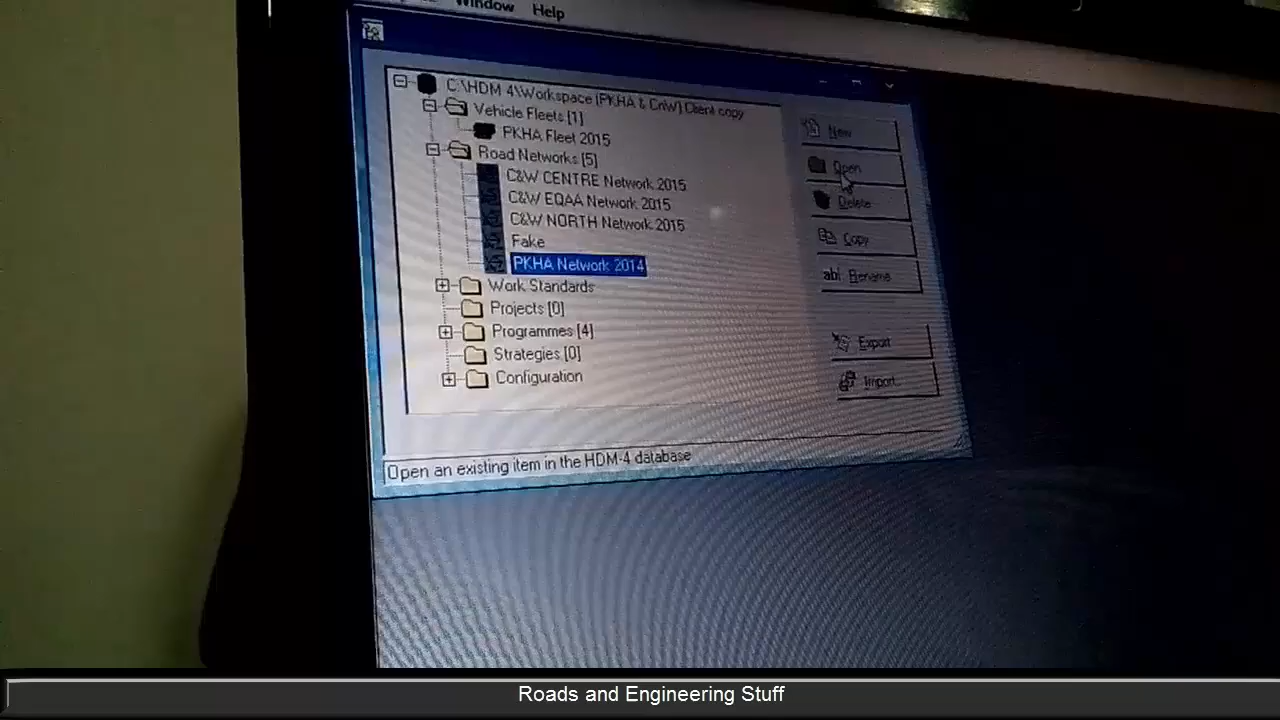 Window Help
C:\HDM 4\Workspace (PKHA & CnW) Client copy
Vehicle Fleets [1]
PKHA Fleet 2015
Road Networks [5]
C&W CENTRE Network 2015
C&W EQAA Network 2015
C&W NORTH Network 2015
Fake
PKHA Network 2014
Work Standards
Projects [0]
Programmes [4]
Strategies [0]
Configuration
New
Open
Delete
Copy
abl Rename
Export
Import
Open an existing item in the HDM-4 database
Roads and Engineering Stuff